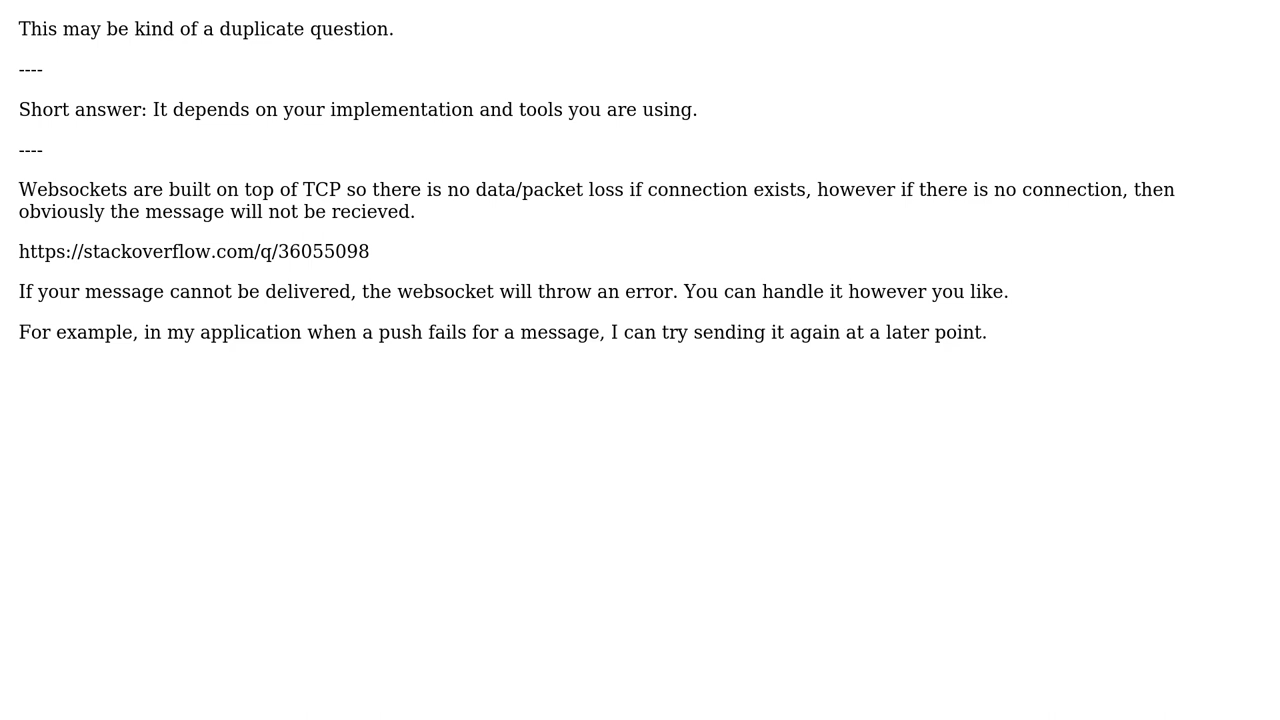 This may be kind of a duplicate question.
----
Short answer: It depends on your implementation and tools you are using.
----
Websockets are built on top of TCP so there is no data/packet loss if connection exists, however if there is no connection, then
obviously the message will not be recieved.
https://stackoverflow.com/q/36055098
If your message cannot be delivered, the websocket will throw an error. You can handle it however you like.
For example, in my application when a push fails for a message, I can try sending it again at a later point.